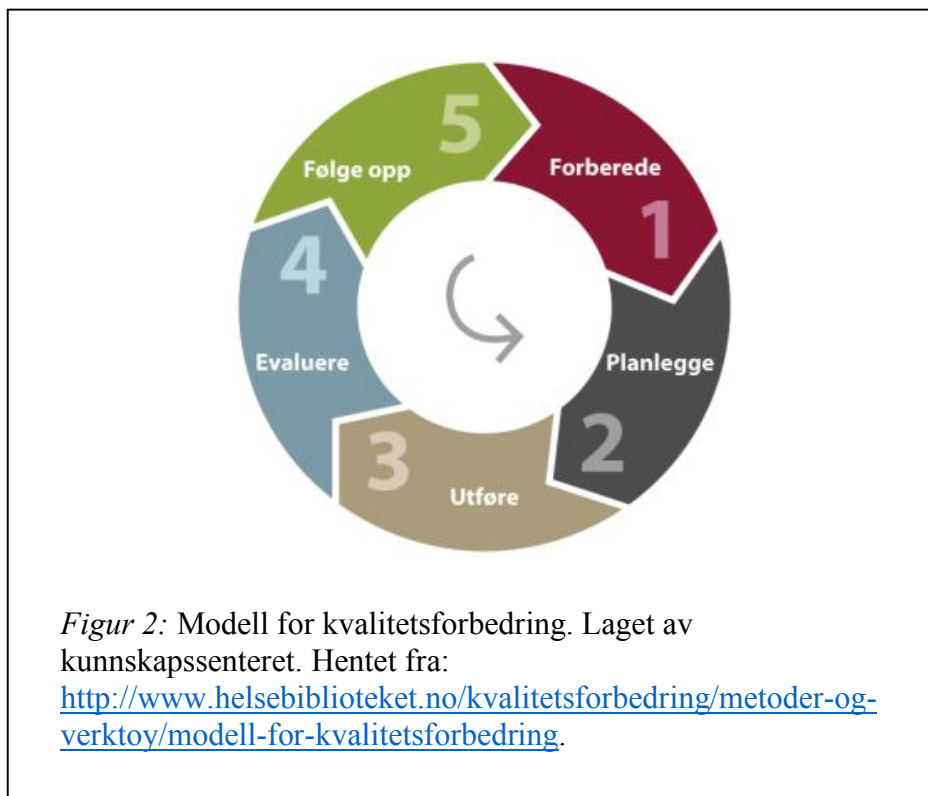 1
Forberede
2
Planlegge
3
Utføre
4
Evaluere
5
Følge opp
Figur 2: Modell for kvalitetsforbedring. Laget av
kunnskapssenteret. Hentet fra:
http://www.helsebiblioteket.no/kvalitetsforbedring/metoder-og-
verktoy/modell-for-kvalitetsforbedring.